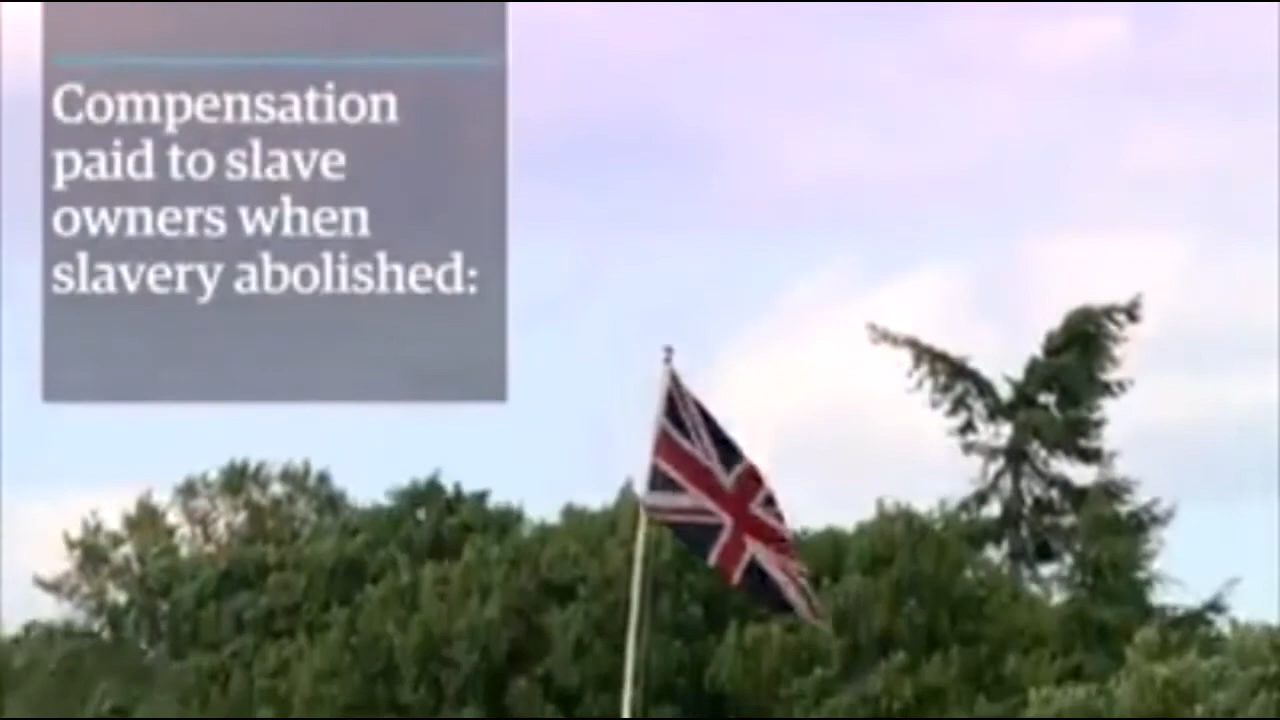 Compensation
paid to slave
owners when
slavery abolished: